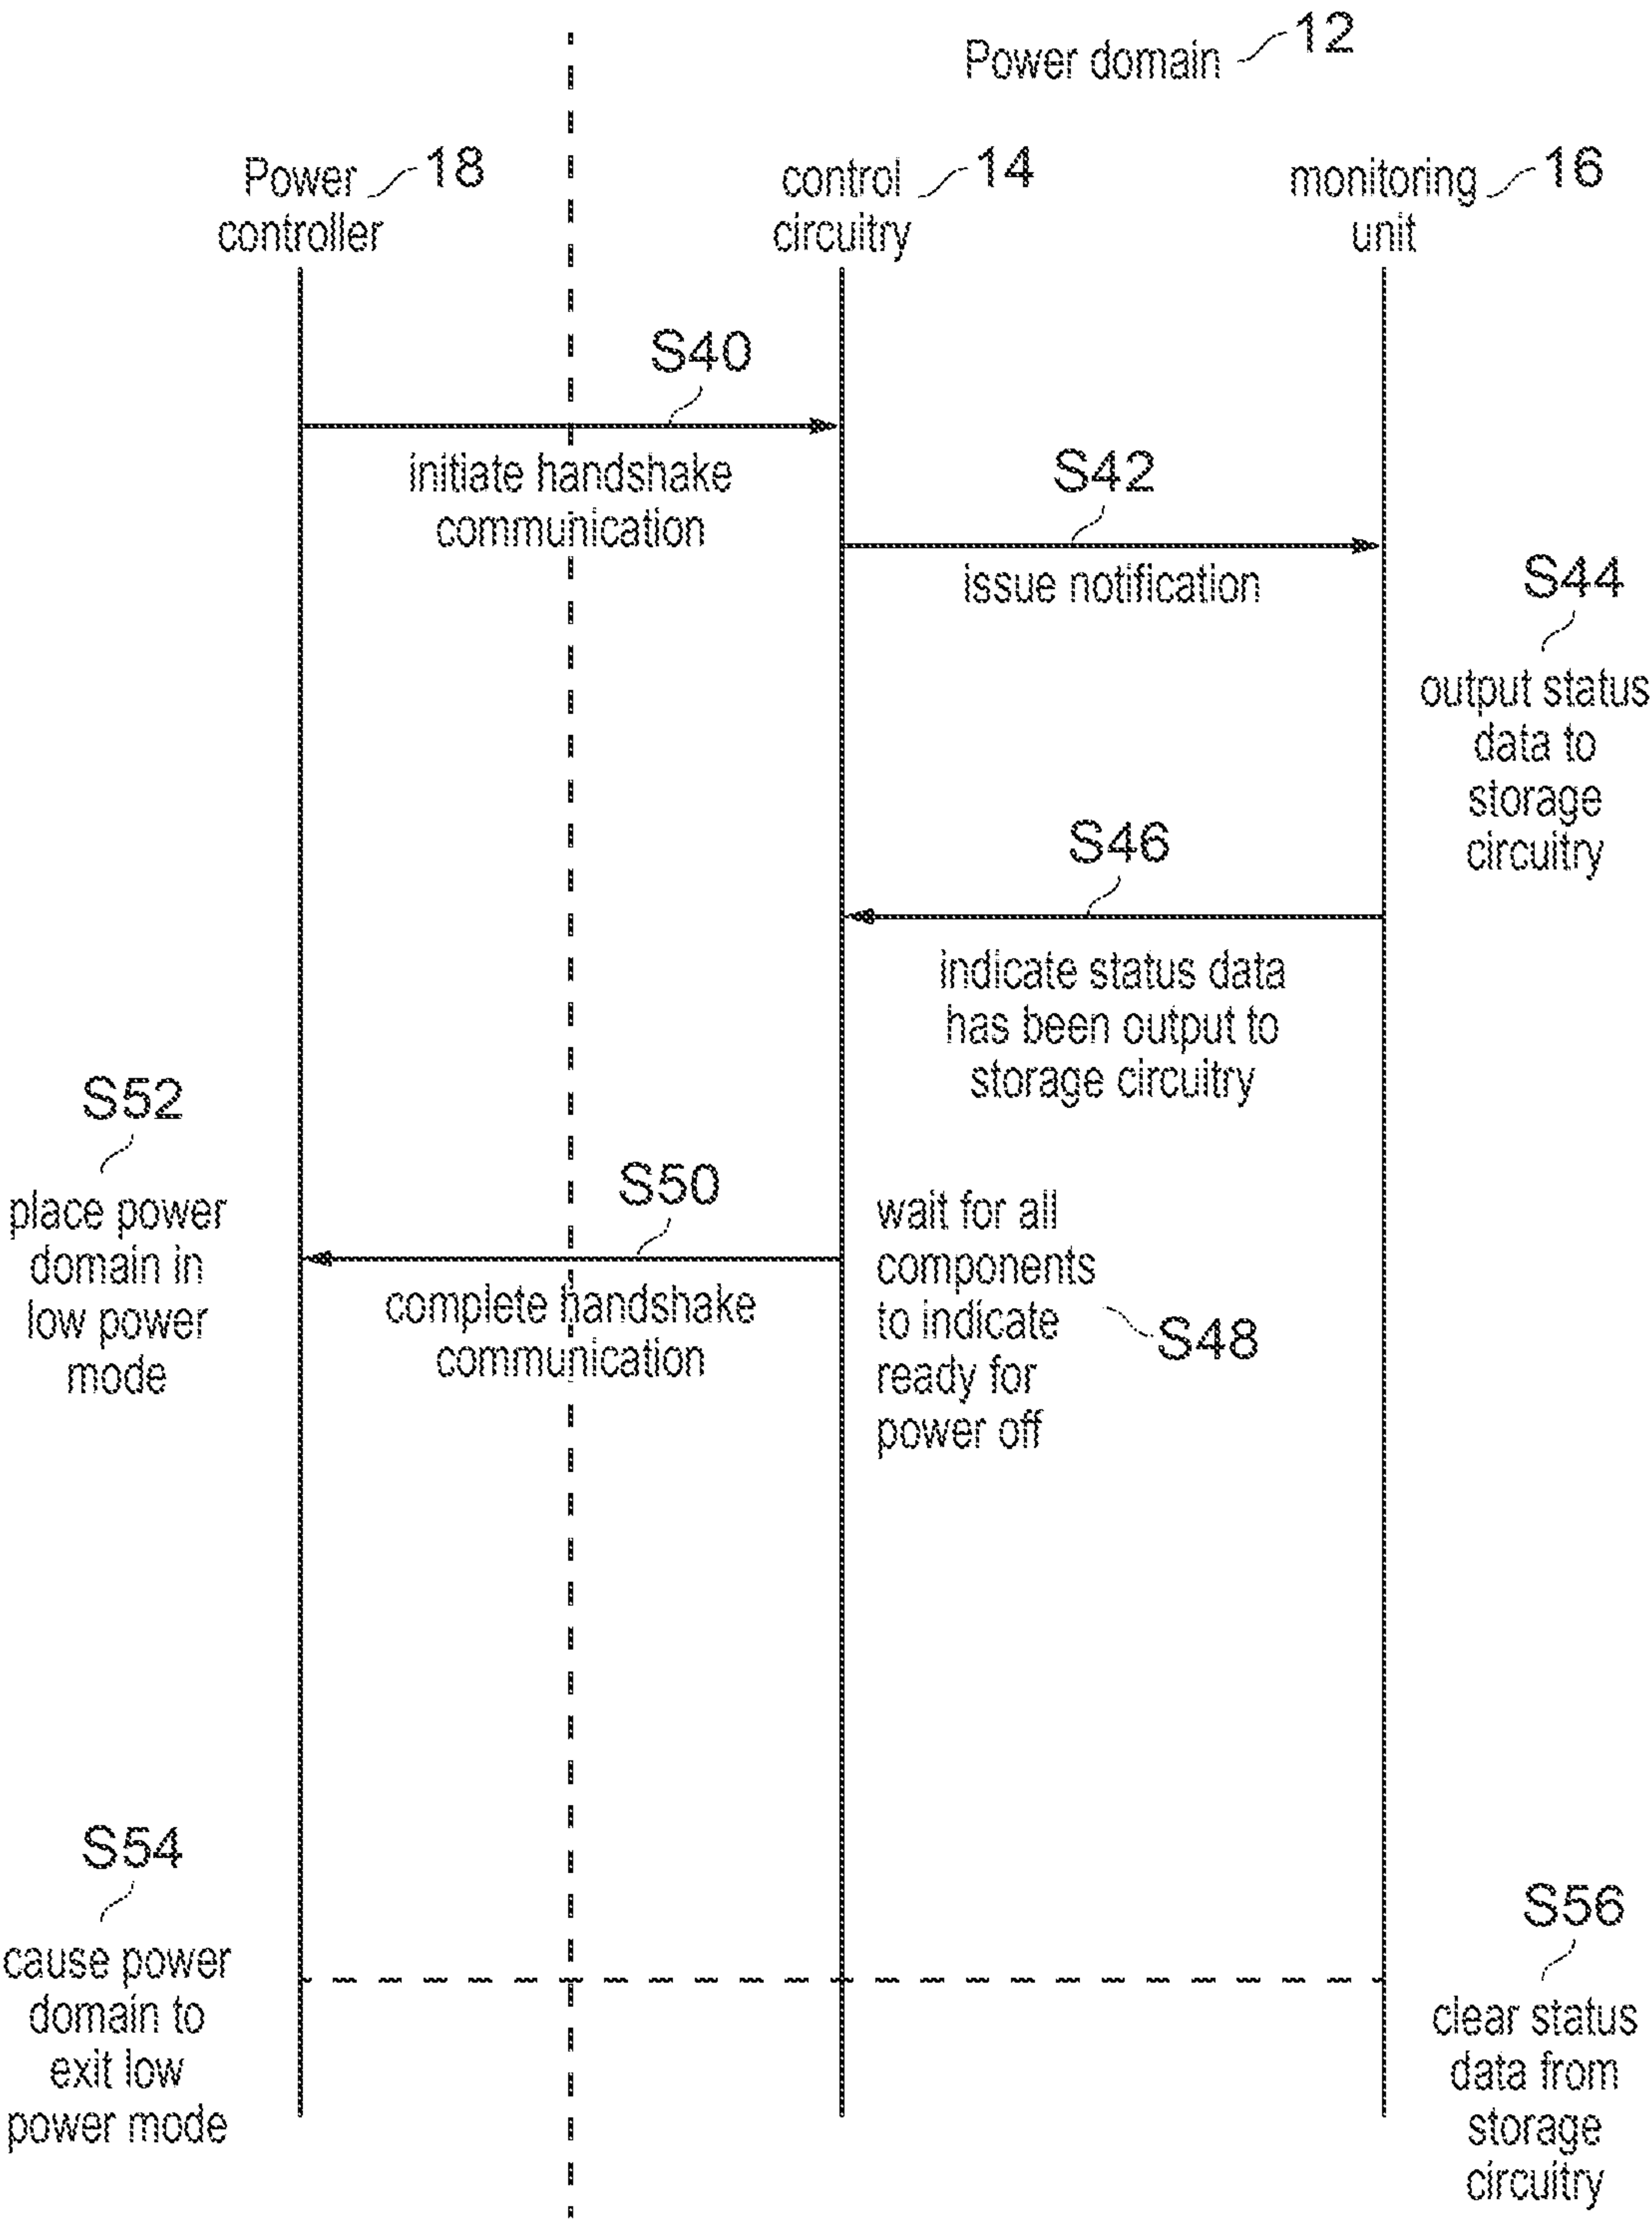 Power domain 12
Power
controller
18
control
circuitry
14
monitoring
unit
16
S40
initiate handshake
communication
S42
issue notification
S44
output status
data to
storage
circuitry
S46
indicate status data
has been output to
storage circuitry
S48
wait for all
components
to indicate
ready for
power off
S50
complete handshake
communication
S52
place power
domain in
low power
mode
S54
cause power
domain to
exit low
power mode
S56
clear status
data from
storage
circuitry